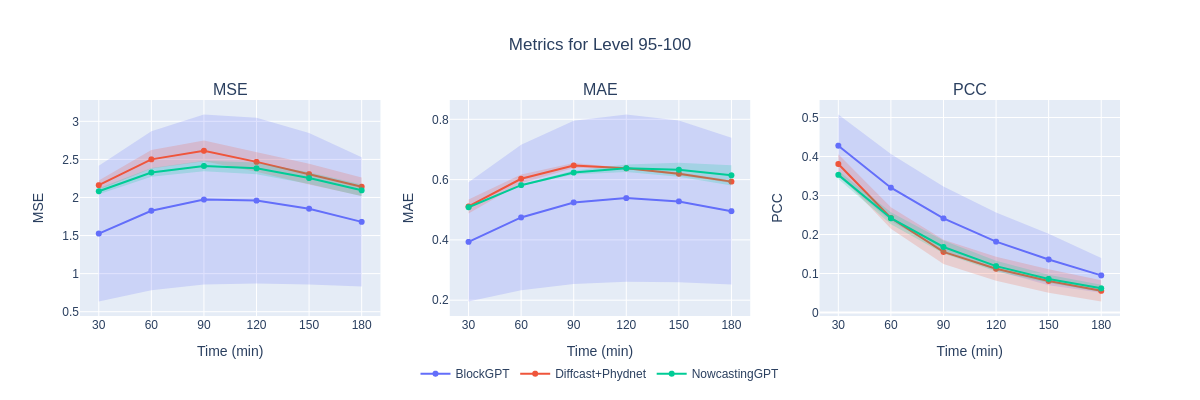 Metrics for Level 95-100
MSE
MAE
PCC
MSE
3
2.5
2
1.5
1
0.5
30 60 90 120 150 180
Time (min)
MAE
0.8
0.6
0.4
0.2
30 60 90 120 150 180
Time (min)
PCC
0.5
0.4
0.3
0.2
0.1
0
30 60 90 120 150 180
Time (min)
BlockGPT Diffcast+Phydnet NowcastingGPT